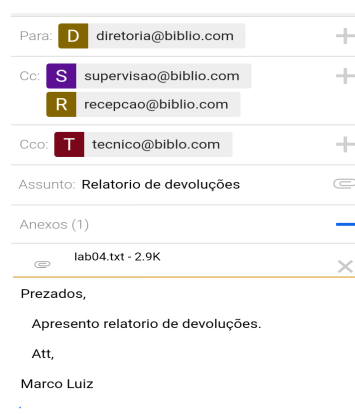 Para: D diretoria@biblio.com
Cc: S supervisao@biblio.com
R recepcao@biblio.com
Cco: T tecnico@biblo.com
Assunto: Relatorio de devoluções
Anexos (1)
lab04.txt - 2.9K
Prezados,
Apresento relatorio de devoluções.
Att,
Marco Luiz